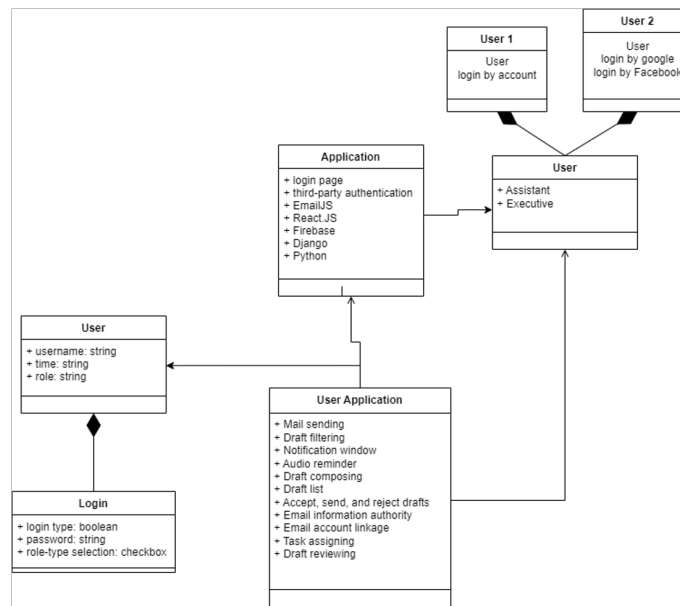 User 1
User
login by account
User 2
User
login by google
login by Facebook
Application
+ login page
+ third-party authentication
+ EmailJS
+ React.JS
+ Firebase
+ Django
+ Python
User
+ Assistant
+ Executive
User
+ username: string
+ time: string
+ role: string
User Application
+ Mail sending
+ Draft filtering
+ Notification window
+ Audio reminder
+ Draft composing
+ Draft list
+ Accept, send, and reject drafts
+ Email information authority
+ Email account linkage
+ Task assigning
+ Draft reviewing
Login
+ login type: boolean
+ password: string
+ role-type selection: checkbox